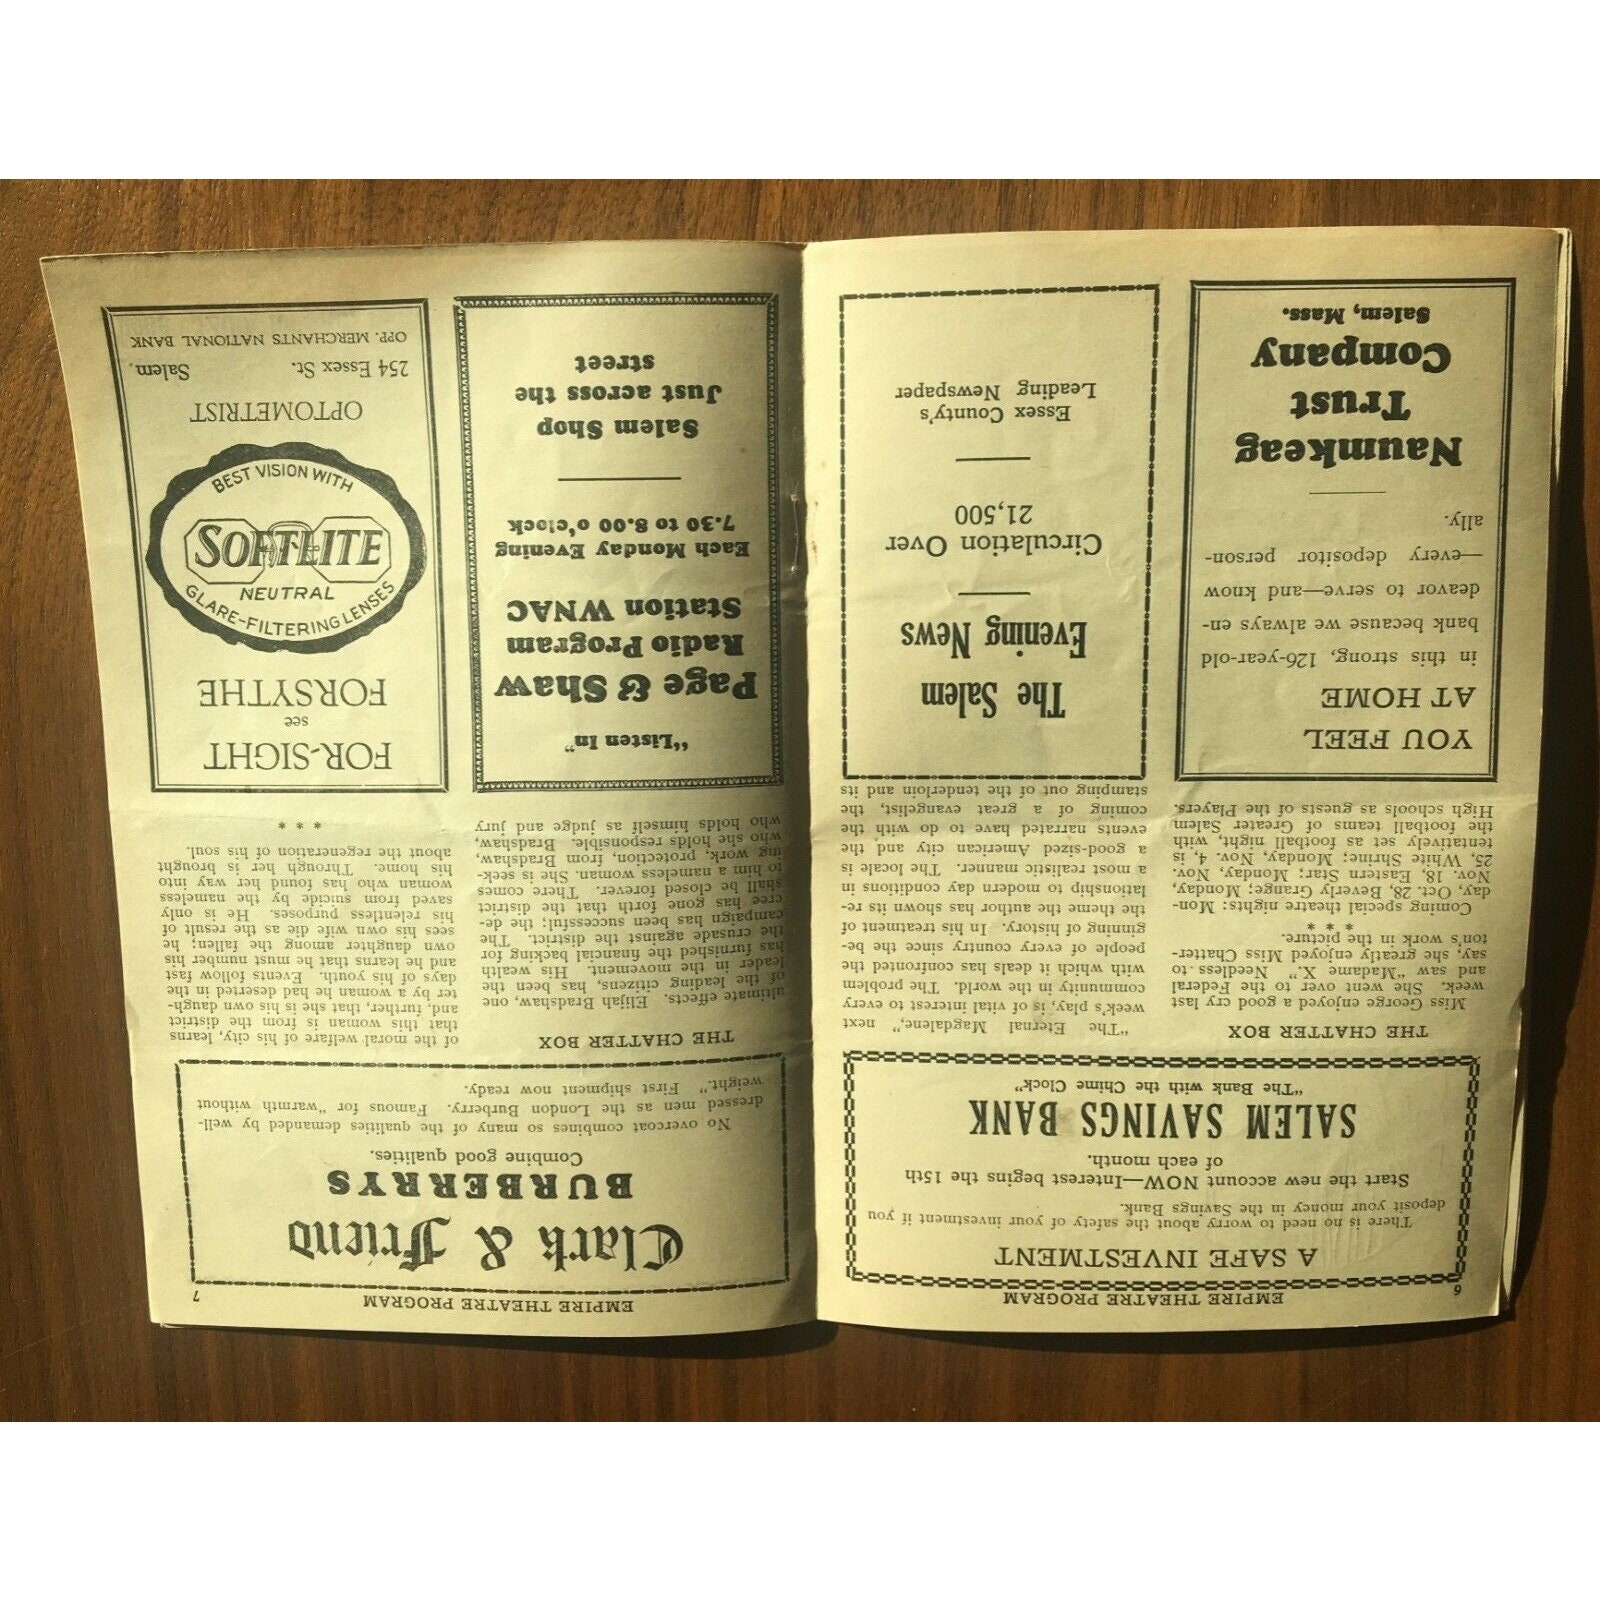 6 EMPIRE THEATRE PROGRAM
A SAFE INVESTMENT
There is no need to worry about the safety of your investment if you
deposit your money in the Savings Bank.
Start the new account NOW—Interest begins the 15th
of each month.
SALEM SAVINGS BANK
"The Bank with the Chime Clock"
THE CHATTER BOX
Miss George enjoyed a good cry last
week. She went over to the Federal
and saw "Madame X." Needless to
say, she greatly enjoyed Miss Chatter-
ton's work in the picture.
* * *
Coming special theatre nights: Mon-
day, Oct. 28, Beverly Grange; Monday,
Nov. 18, Eastern Star; Monday, Nov.
25, White Shrine; Monday, Nov. 4, is
tentatively set as football night, with
the football teams of Greater Salem
High schools as guests of the Players.
YOU FEEL
AT HOME
in this strong, 126-year-old
bank because we always en-
deavor to serve—and know
—every depositor person-
ally.
Naumkeag
Trust
Company
Salem, Mass.
"The Eternal Magdalene," next
week's play, is of vital interest to every
community in the world. The problem
with which it deals has confronted the
people of every country since the be-
ginning of history. In his treatment of
the theme the author has shown its re-
lationship to modern day conditions in
a most realistic manner. The locale is
a good-sized American city and the
events narrated have to do with the
coming of a great evangelist, the
stamping out of the tenderloin and its
The Salem
Evening News
Circulation Over
21,500
Essex County's
Leading Newspaper
EMPIRE THEATRE PROGRAM 7
Clark & Friend
BURBERRYS
Combine good qualities.
No overcoat combines so many of the qualities demanded by well-
dressed men as the London Burberry. Famous for "warmth without
weight." First shipment now ready.
THE CHATTER BOX
ultimate effects. Elijah Bradshaw, one
of the leading citizens, has been the
leader in the movement. His wealth
has furnished the financial backing for
the crusade against the district. The
campaign has been successful; the de-
cree has gone forth that the district
shall be closed forever. There comes
to him a nameless woman. She is seek-
ing work, protection, from Bradshaw,
who she holds responsible. Bradshaw,
who holds himself as judge and jury
"Listen In"
Page & Shaw
Radio Program
Station WNAC
Each Monday Evening
7.30 to 8.00 o'clock
Salem Shop
Just across the
street
of the moral welfare of his city, learns
that this woman is from the district
and, further, that she is his own daugh-
ter by a woman he had deserted in the
days of his youth. Events follow fast
and he learns that he must number his
own daughter among the fallen; he
sees his own wife die as the result of
his relentless purposes. He is only
saved from suicide by the nameless
woman who has found her way into
his home. Through her is brought
about the regeneration of his soul.
* * *
FOR-SIGHT
see
FORSYTHE
BEST VISION WITH
SOFTLITE
NEUTRAL
GLARE-FILTERING LENSES
OPTOMETRIST
254 Essex St. Salem.
OPP. MERCHANTS NATIONAL BANK